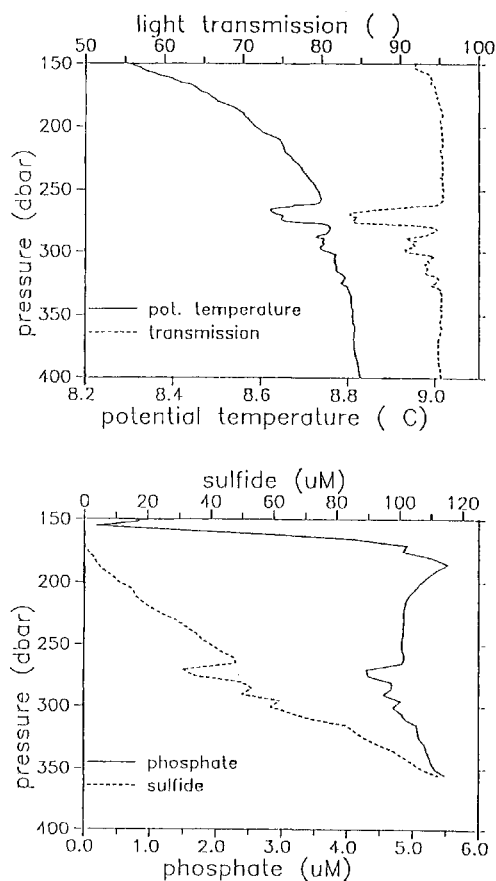 light transmission ( )
50 60 70 80 90 100
150
200
250
300
350
400
pressure (dbar)
pot. temperature
transmission
8.2 8.4 8.6 8.8 9.0
potential temperature ( C)
sulfide (uM)
0 20 40 60 80 100 120
150
200
250
300
350
400
pressure (dbar)
phosphate
sulfide
0.0 1.0 2.0 3.0 4.0 5.0 6.0
phosphate (uM)